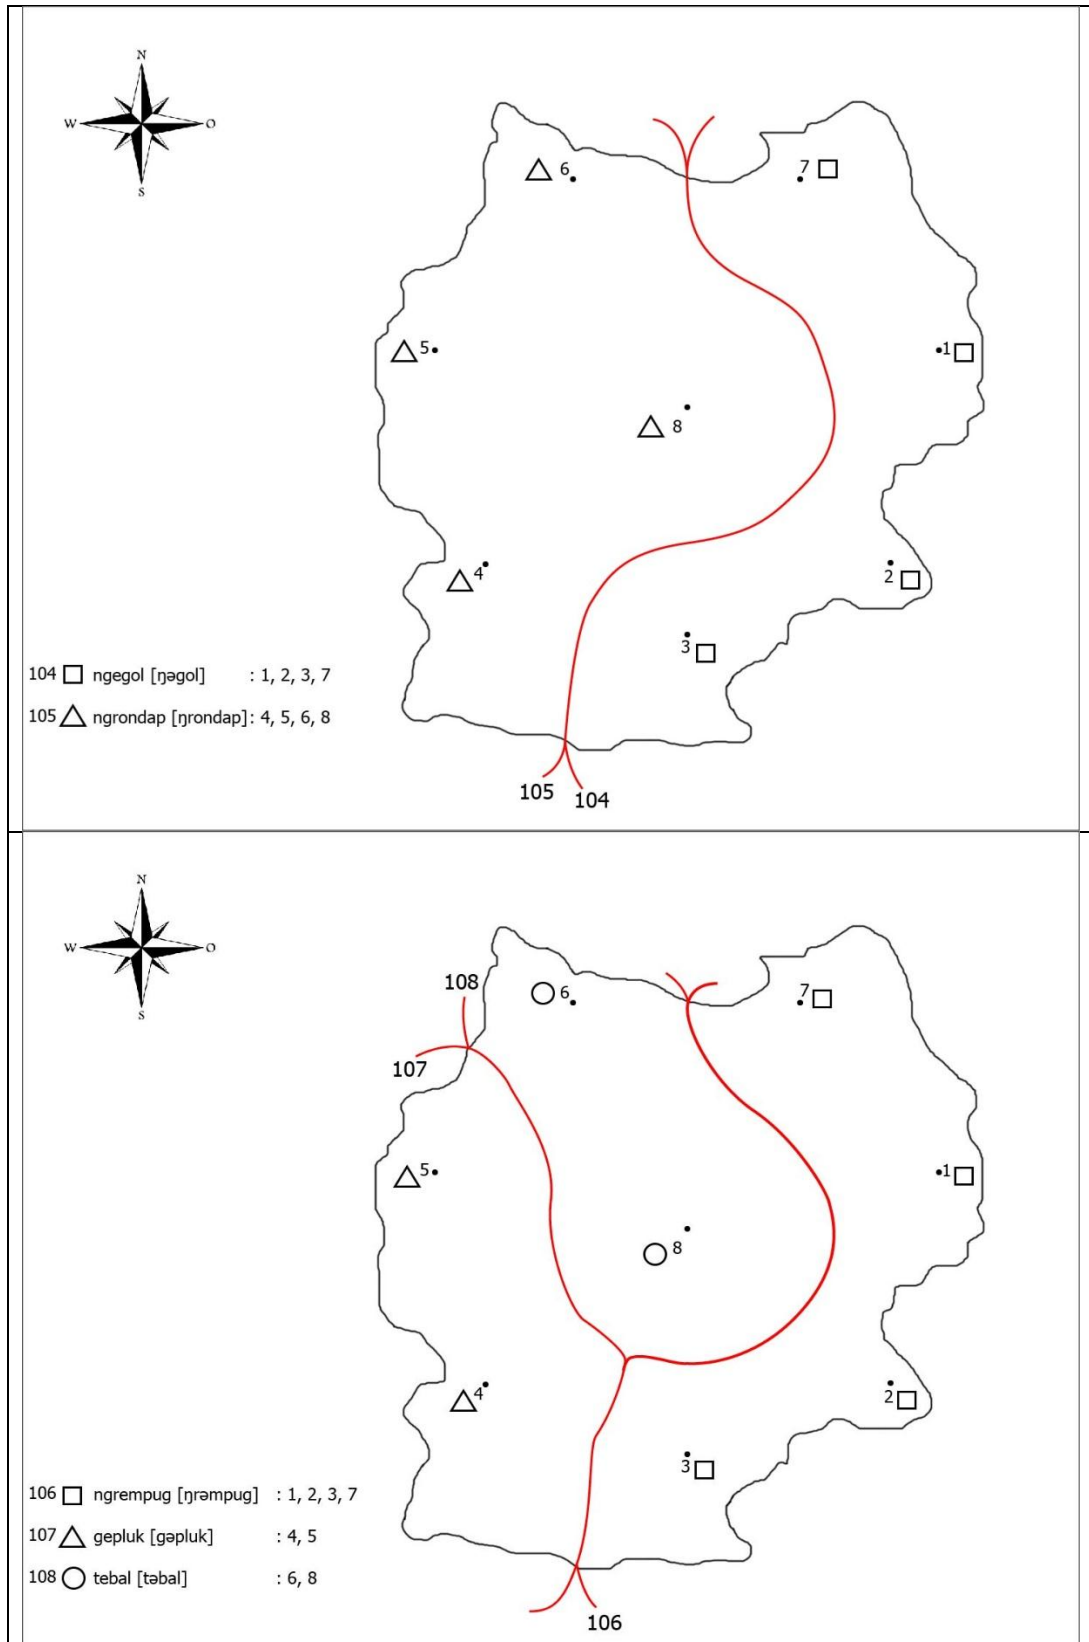 N
W O
S
6
7
5
1
8
4
2
3
104 □ ngegol [ŋəgol] : 1, 2, 3, 7
105 △ ngrondap [ŋrondap]: 4, 5, 6, 8
105 104
N
W O
S
108
6
7
107
5
1
8
4
2
3
106 □ ngrempug [ŋrəmpug] : 1, 2, 3, 7
107 △ gepluk [gəpluk] : 4, 5
108 ○ tebal [təbal] : 6, 8
106